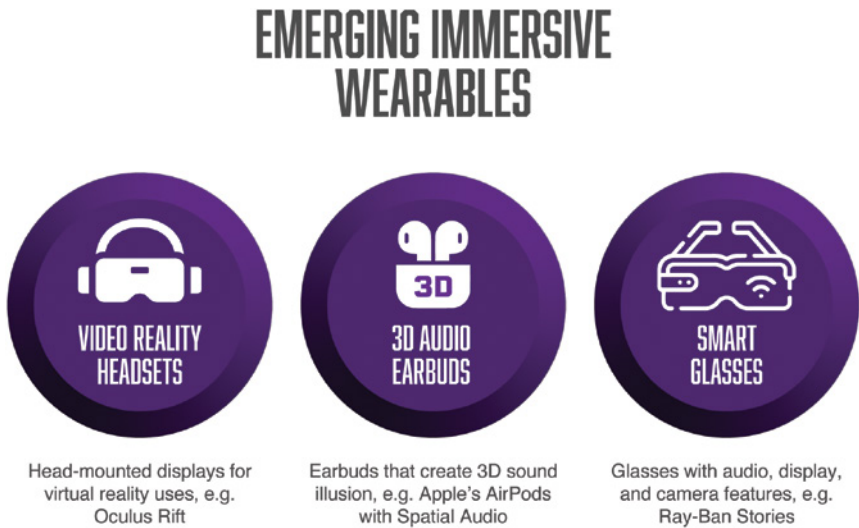 EMERGING IMMERSIVE
WEARABLES
VIDEO REALITY
HEADSETS
3D
3D AUDIO
EARBUDS
SMART
GLASSES
Head-mounted displays for
virtual reality uses, e.g.
Oculus Rift
Earbuds that create 3D sound
illusion, e.g. Apple's AirPods
with Spatial Audio
Glasses with audio, display,
and camera features, e.g.
Ray-Ban Stories